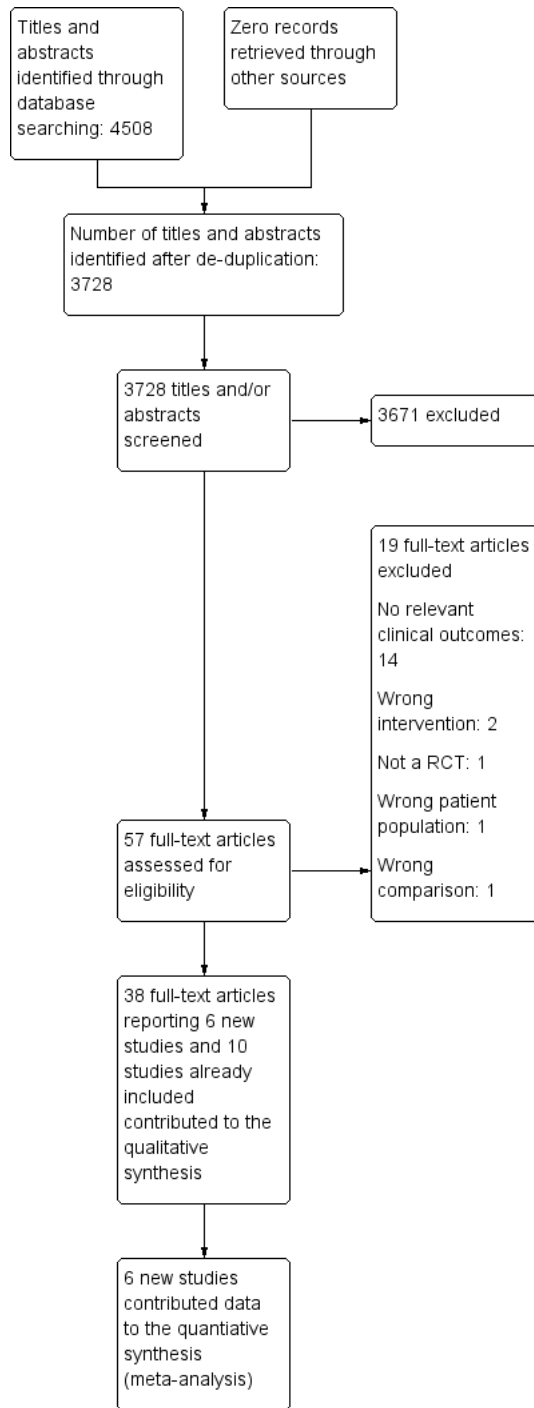 Titles and
abstracts
identified through
database
searching: 4508
Zero records
retrieved through
other sources
Number of titles and abstracts
identified after de-duplication:
3728
3728 titles and/or
abstracts
screened
3671 excluded
19 full-text articles
excluded
No relevant
clinical outcomes:
14
Wrong
intervention: 2
Not a RCT: 1
Wrong patient
population: 1
Wrong
comparison: 1
57 full-text articles
assessed for
eligibility
38 full-text articles
reporting 6 new
studies and 10
studies already
included
contributed to the
qualitative
synthesis
6 new studies
contributed data
to the quantiative
synthesis
(meta-analysis)